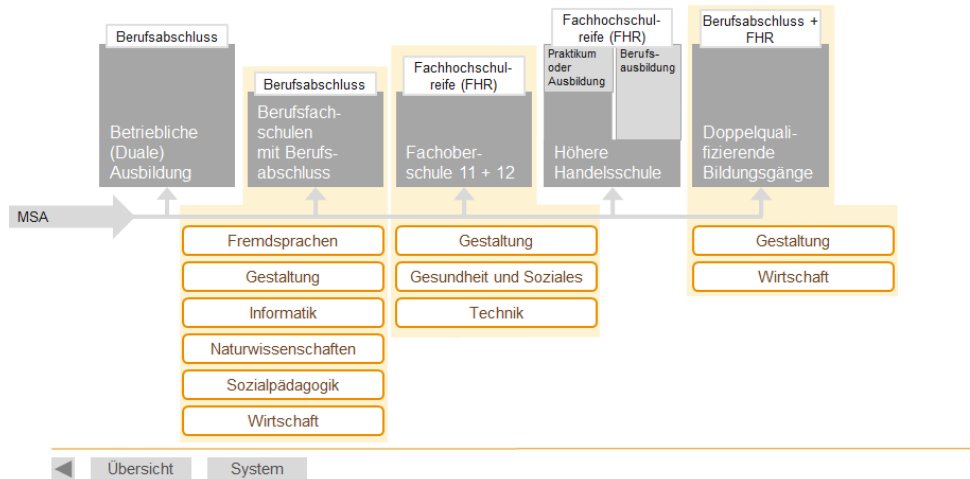 Berufsabschluss
Betriebliche
(Duale)
Ausbildung
Berufsabschluss
Berufsfach-
schulen
mit Berufs-
abschluss
Fachhochschul-
reife (FHR)
Fachober-
schule 11 + 12
Fachhochschul-
reife (FHR)
Praktikum
oder
Ausbildung
Berufs-
ausbildung
Höhere
Handelsschule
Berufsabschluss +
FHR
Doppelquali-
fizierende
Bildungsgänge
MSA
Fremdsprachen
Gestaltung
Informatik
Naturwissenschaften
Sozialpädagogik
Wirtschaft
Gestaltung
Gesundheit und Soziales
Technik
Gestaltung
Wirtschaft
Übersicht
System